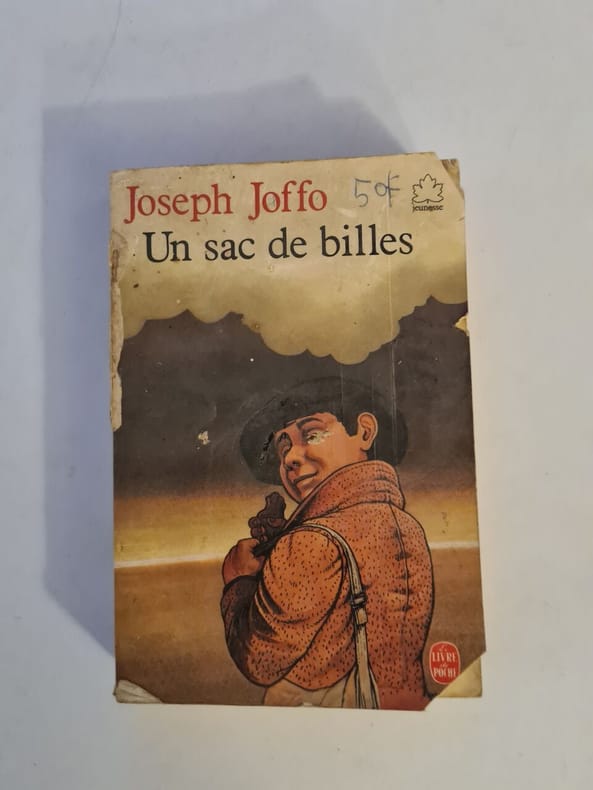 Joseph Joffo
50F
jeunesse
Un sac de billes
Le
LIVRE
de
POCHE